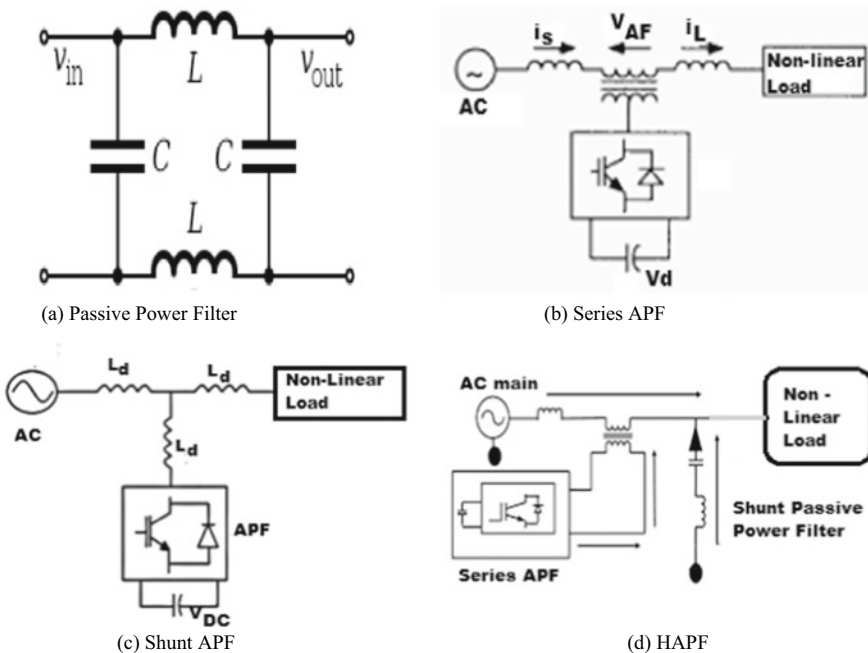 v_in
L
v_out
C
C
L
(a) Passive Power Filter
i_s
V_AF
i_L
AC
Non-linear
Load
Vd
(b) Series APF
L_d
L_d
AC
Non-Linear
Load
L_d
APF
V_DC
(c) Shunt APF
AC main
Non -
Linear
Load
Shunt Passive
Power Filter
Series APF
(d) HAPF